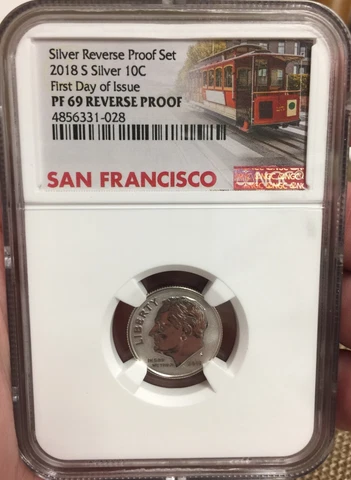 Silver Reverse Proof Set
2018 S Silver 10C
First Day of Issue
PF 69 REVERSE PROOF
4856331-028
SAN FRANCISCO
NGC
LIBERTY